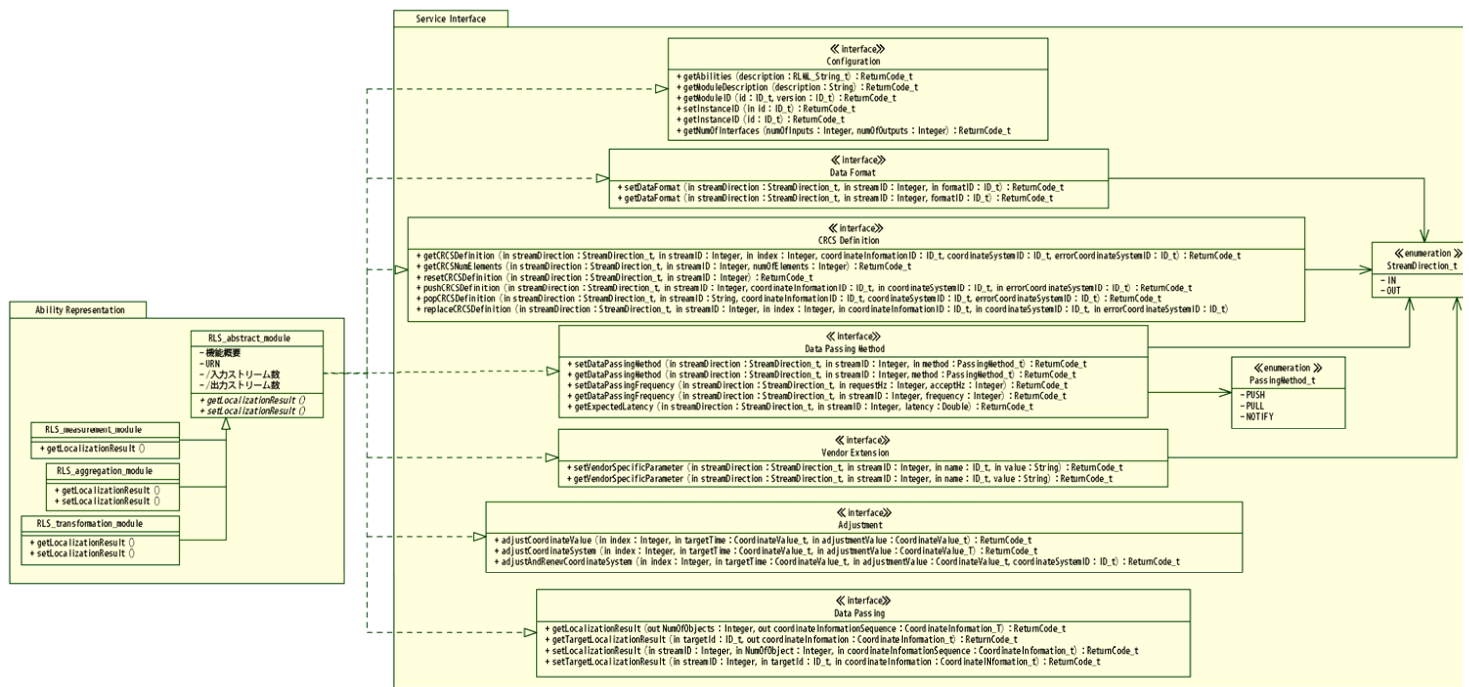 Service Interface
≪interface≫
Configuration
+ getAbilities (description : RLML_String_t) : ReturnCode_t
+ getModuleDescription (description : String) : ReturnCode_t
+ getModuleID (id : ID_t, version : ID_t) : ReturnCode_t
+ setInstanceID (in id : ID_t) : ReturnCode_t
+ getInstanceID (id : ID_t) : ReturnCode_t
+ getNumOfInterfaces (numOfInputs : Integer, numOfOutputs : Integer) : ReturnCode_t
≪interface≫
Data Format
+ setDataFormat (in streamDirection : StreamDirection_t, in streamID : Integer, in formatID : ID_t) : ReturnCode_t
+ getDataFormat (in streamDirection : StreamDirection_t, in streamID : Integer, formatID : ID_t) : ReturnCode_t
≪interface≫
CRCS Definition
+ getCRCSDefinition (in streamDirection : StreamDirection_t, in streamID : Integer, in index : Integer, coordinateInformationID : ID_t, coordinateSystemID : ID_t, errorCoordinateSystemID : ID_t) : ReturnCode_t
+ getCRCSNumElements (in streamDirection : StreamDirection_t, in streamID : Integer, numOfElements : Integer) : ReturnCode_t
+ resetCRCSDefinition (in streamDirection : StreamDirection_t, in streamID : Integer) : ReturnCode_t
+ pushCRCSDefinition (in streamDirection : StreamDirection_t, in streamID : Integer, coordinateInformationID : ID_t, in coordinateSystemID : ID_t, in errorCoordinateSystemID : ID_t) : ReturnCode_t
+ popCRCSDefinition (in streamDirection : StreamDirection_t, in streamID : String, coordinateInformationID : ID_t, coordinateSystemID : ID_t, errorCoordinateSystemID : ID_t) : ReturnCode_t
+ replaceCRCSDefinition (in streamDirection : StreamDirection_t, in streamID : Integer, in index : Integer, in coordinateInformationID : ID_t, in coordinateSystemID : ID_t, in errorCoordinateSystemID : ID_t)
≪enumeration≫
StreamDirection_t
- IN
- OUT
Ability Representation
RLS_abstract_module
- 機能概要
- URN
- /入力ストリーム数
- /出力ストリーム数
+ getLocalizationResult ()
+ setLocalizationResult ()
RLS_measurement_module
+ getLocalizationResult ()
RLS_aggregation_module
+ getLocalizationResult ()
+ setLocalizationResult ()
RLS_transformation_module
+ getLocalizationResult ()
+ setLocalizationResult ()
≪interface≫
Data Passing Method
+ setDataPassingMethod (in streamDirection : StreamDirection_t, in streamID : Integer, in method : PassingMethod_t) : ReturnCode_t
+ getDataPassingMethod (in streamDirection : StreamDirection_t, in streamID : Integer, method : PassingMethod_t) : ReturnCode_t
+ setDataPassingFrequency (in streamDirection : StreamDirection_t, in requestHz : Integer, acceptHz : Integer) : ReturnCode_t
+ getDataPassingFrequency (in streamDirection : StreamDirection_t, in streamID : Integer, frequency : Integer) : ReturnCode_t
+ getExpectedLatency (in streamDirection : StreamDirection_t, in streamID : Integer, latency : Double) : ReturnCode_t
≪enumeration≫
PassingMethod_t
- PUSH
- PULL
- NOTIFY
≪interface≫
Vendor Extension
+ setVendorSpecificParameter (in streamDirection : StreamDirection_t, in streamID : Integer, in name : ID_t, in value : String) : ReturnCode_t
+ getVendorSpecificParameter (in streamDirection : StreamDirection_t, in streamID : Integer, in name : ID_t, value : String) : ReturnCode_t
≪interface≫
Adjustment
+ adjustCoordinateValue (in index : Integer, in targetTime : CoordinateValue_t, in adjustmentValue : CoordinateValue_t) : ReturnCode_t
+ adjustCoordinateSystem (in index : Integer, in targetTime : CoordinateValue_t, in adjustmentValue : CoordinateValue_T) : ReturnCode_t
+ adjustAndRenewCoordinateSystem (in index : Integer, in targetTime : CoordinateValue_t, in adjustmentValue : CoordinateValue_t, coordinateSystemID : ID_t) : ReturnCode_t
≪interface≫
Data Passing
+ getLocalizationResult (out NumOfObjects : Integer, out coordinateInformationSequence : CoordinateInformation_T) : ReturnCode_t
+ getTargetLocalizationResult (in targetId : ID_t, out coordinateInformation : CoordinateInformation_t) : ReturnCode_t
+ setLocalizationResult (in streamID : Integer, in NumOfObject : Integer, in coordinateInformationSequence : CoordinateInformation_t) : ReturnCode_t
+ setTargetLocalizationResult (in streamID : Integer, in targetId : ID_t, in coordinateInformation : CoordinateINformation_t) : ReturnCode_t